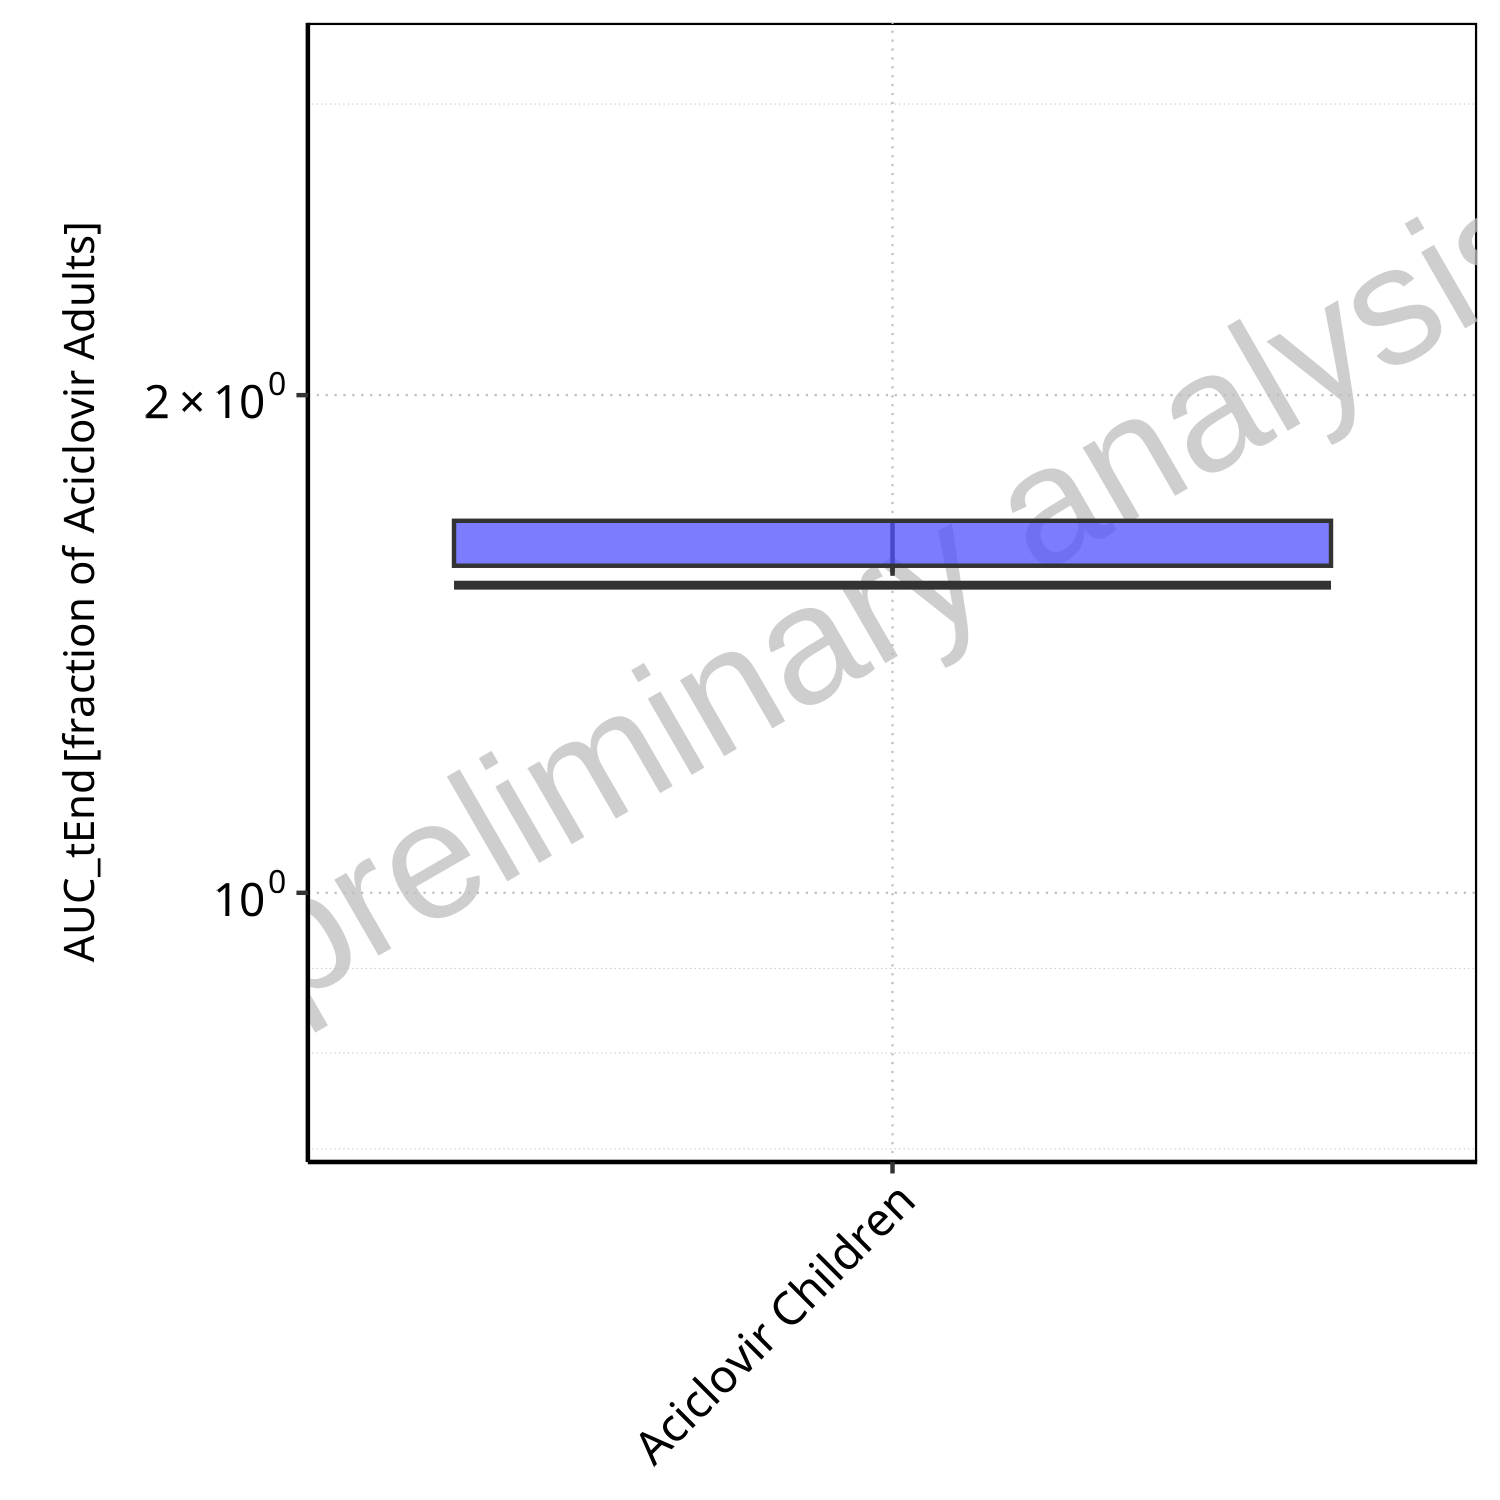 AUC_tEnd [fraction of Aciclovir Adults]
2 × 10⁰
10⁰
preliminary analysis
Aciclovir Children